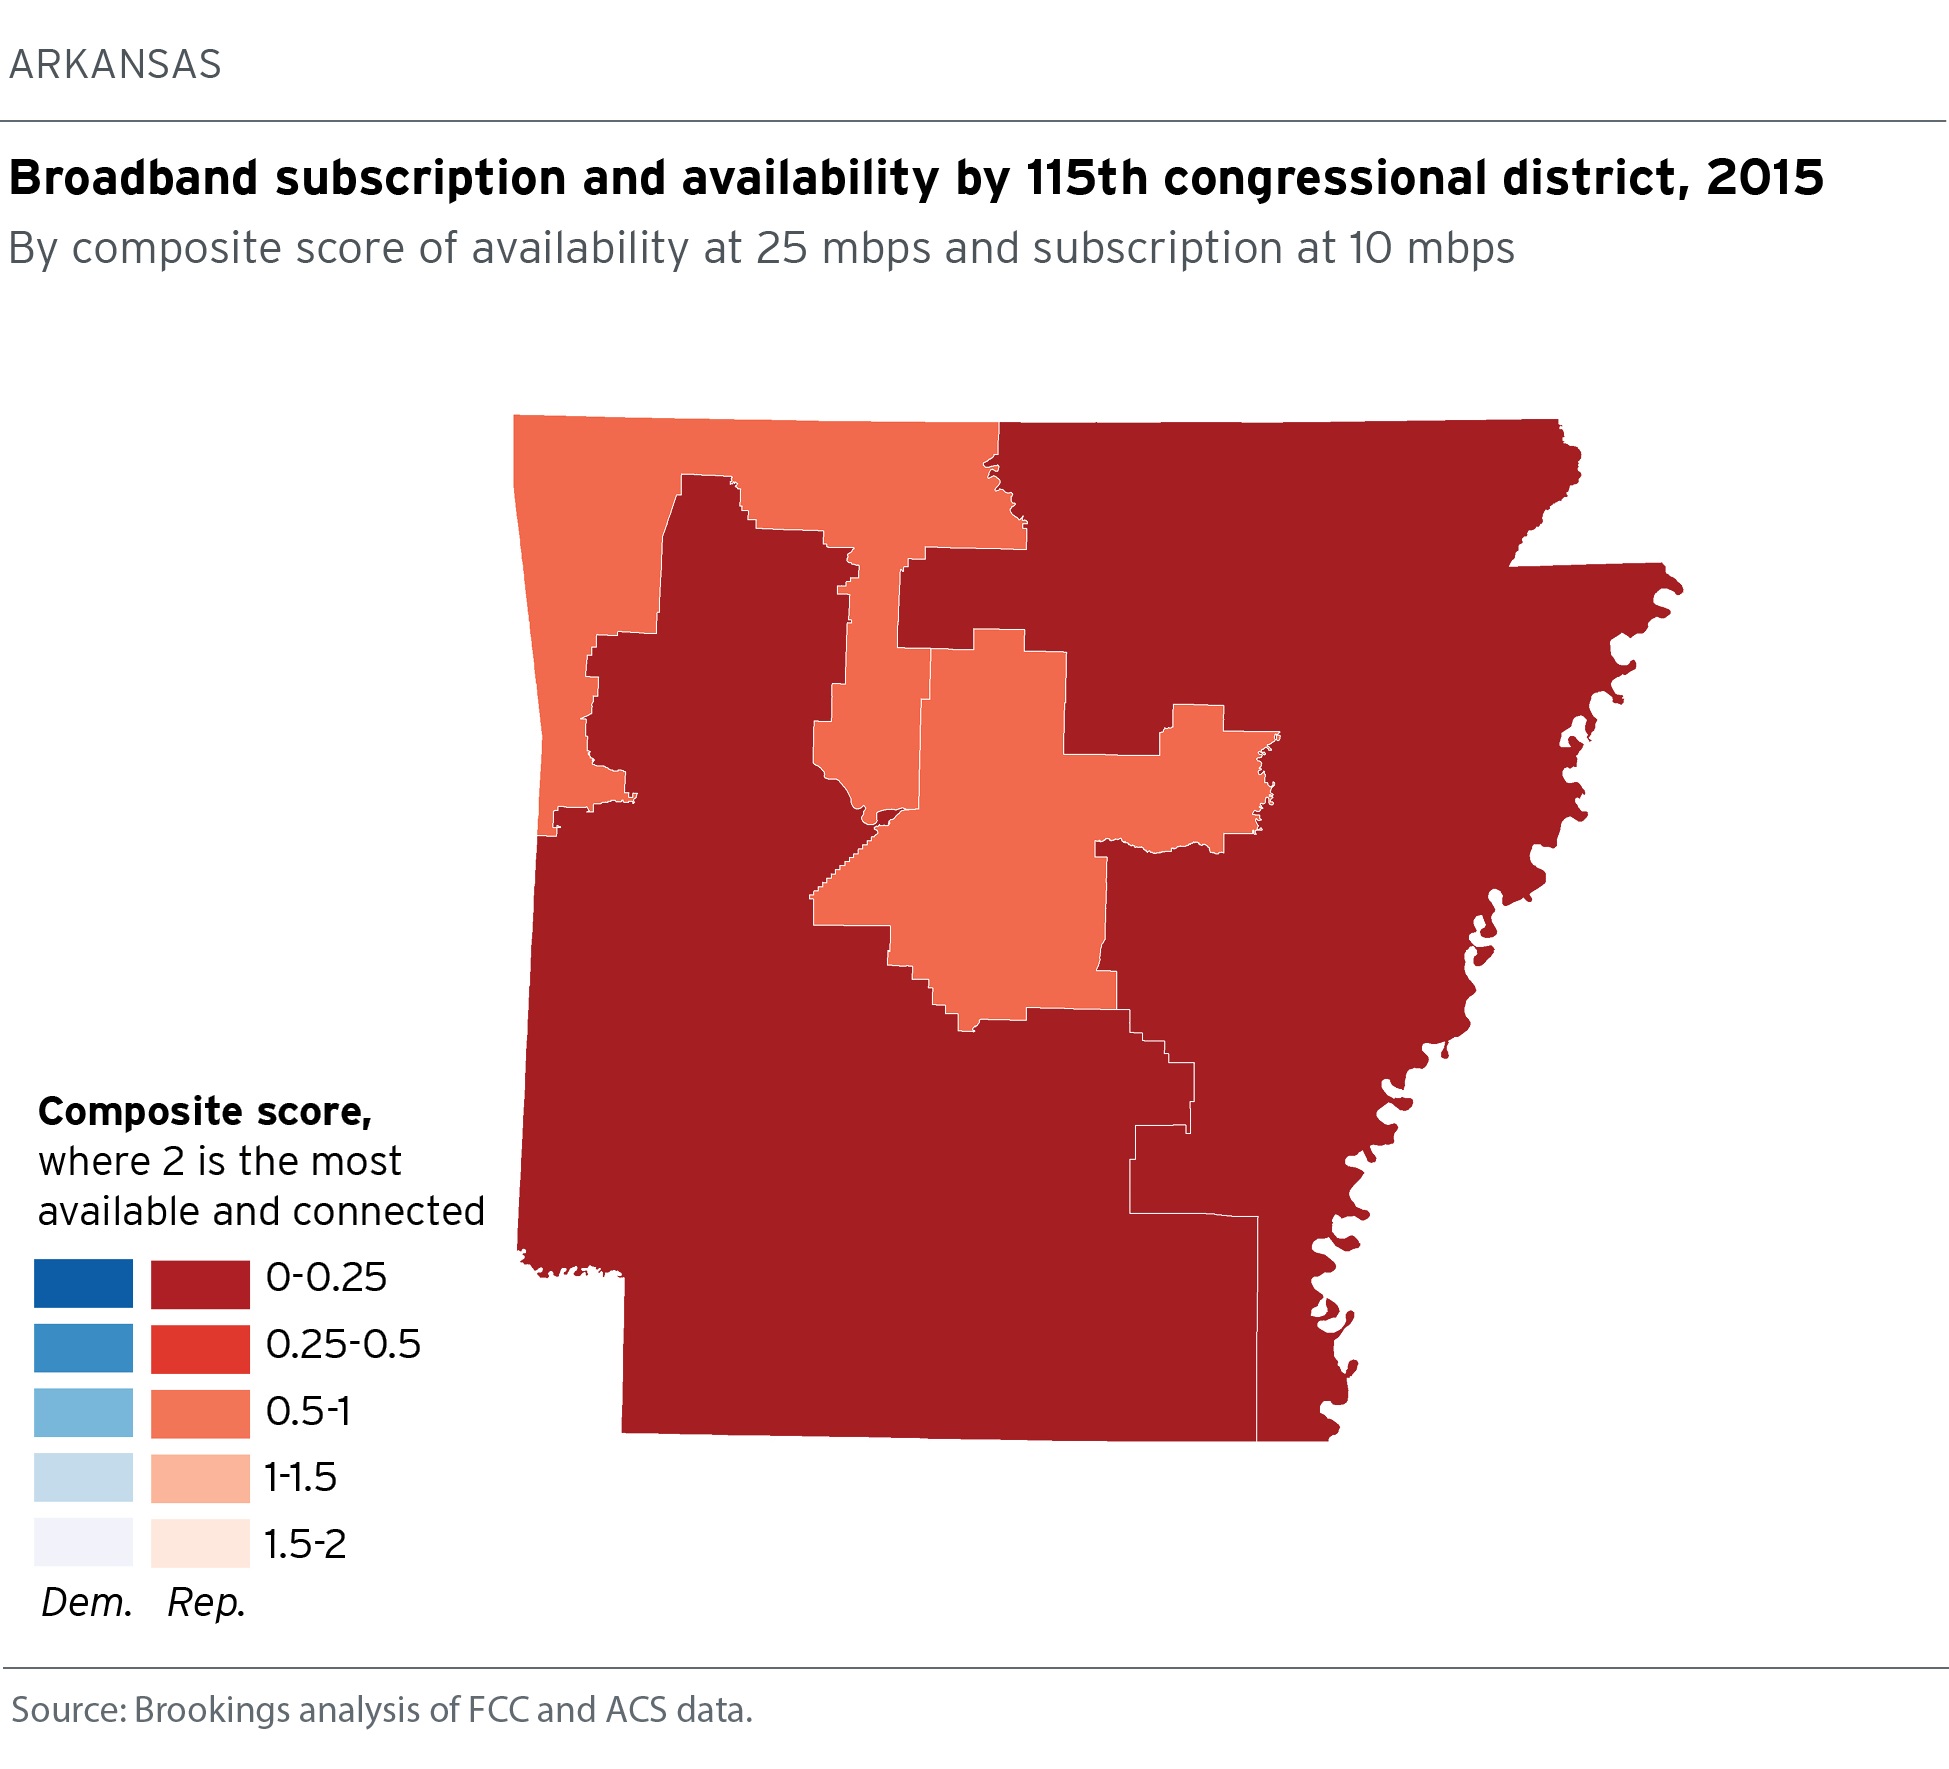 ARKANSAS
Broadband subscription and availability by 115th congressional district, 2015
By composite score of availability at 25 mbps and subscription at 10 mbps
Composite score,
where 2 is the most
available and connected
0-0.25
0.25-0.5
0.5-1
1-1.5
1.5-2
Dem. Rep.
Source: Brookings analysis of FCC and ACS data.